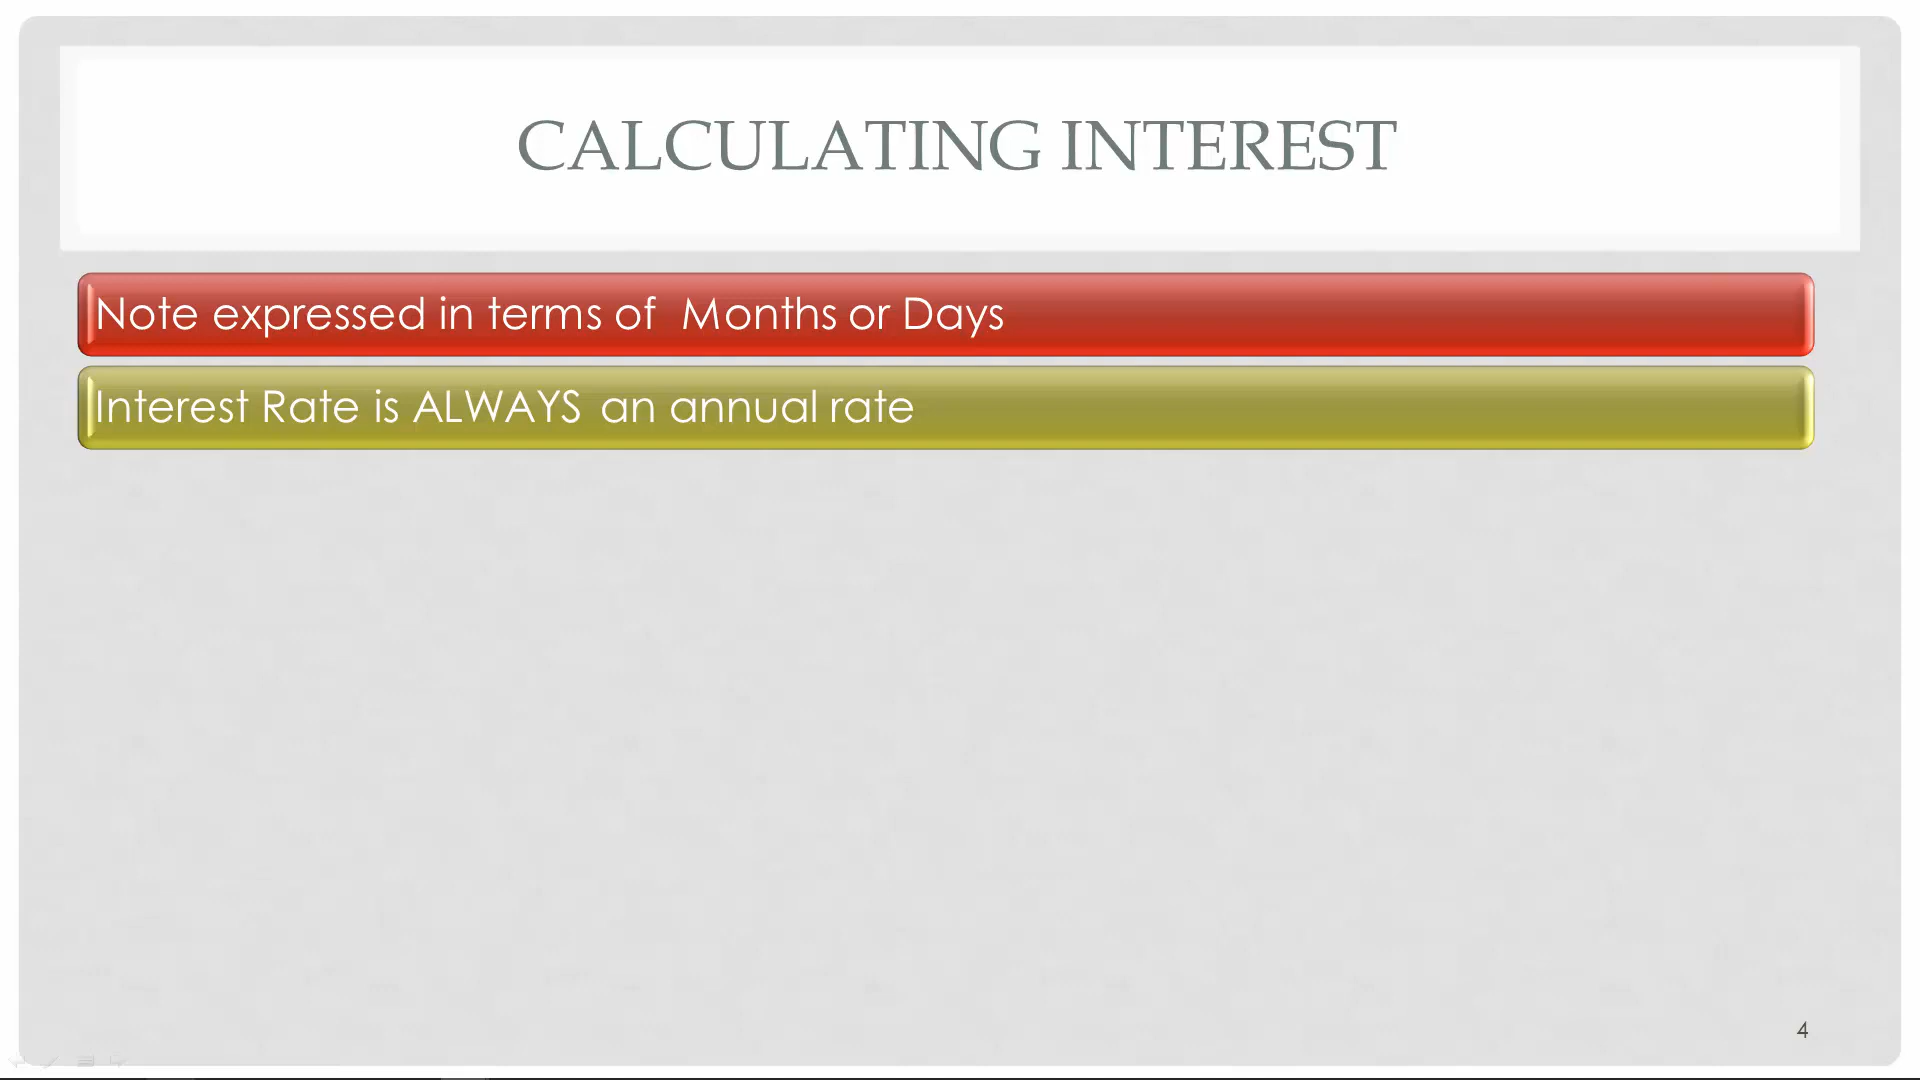 CALCULATING INTEREST
Note expressed in terms of  Months or Days
Interest Rate is ALWAYS an annual rate
4